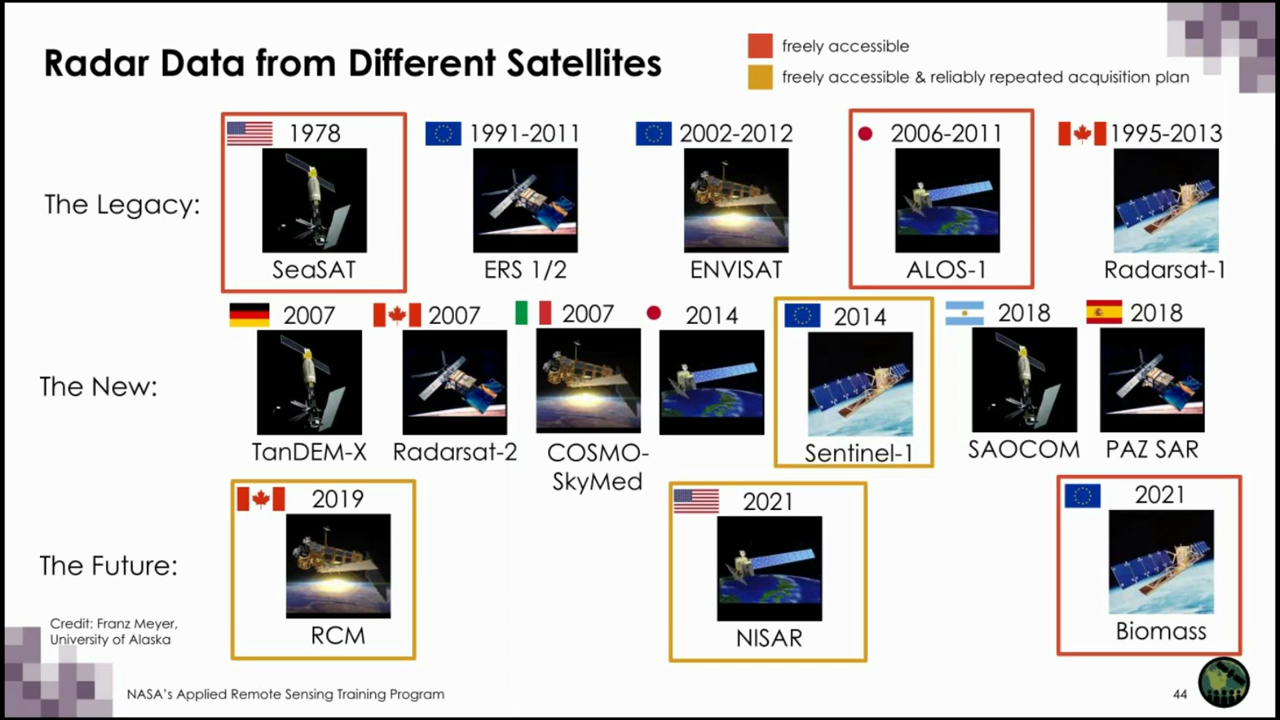 Radar Data from Different Satellites
freely accessible
freely accessible & reliably repeated acquisition plan
The Legacy:
1978
SeaSAT
1991-2011
ERS 1/2
2002-2012
ENVISAT
2006-2011
ALOS-1
1995-2013
Radarsat-1
The New:
2007
TanDEM-X
2007
Radarsat-2
2007
COSMO-
SkyMed
2014
2014
Sentinel-1
2018
SAOCOM
2018
PAZ SAR
The Future:
2019
RCM
2021
NISAR
2021
Biomass
Credit: Franz Meyer,
University of Alaska
NASA's Applied Remote Sensing Training Program
44